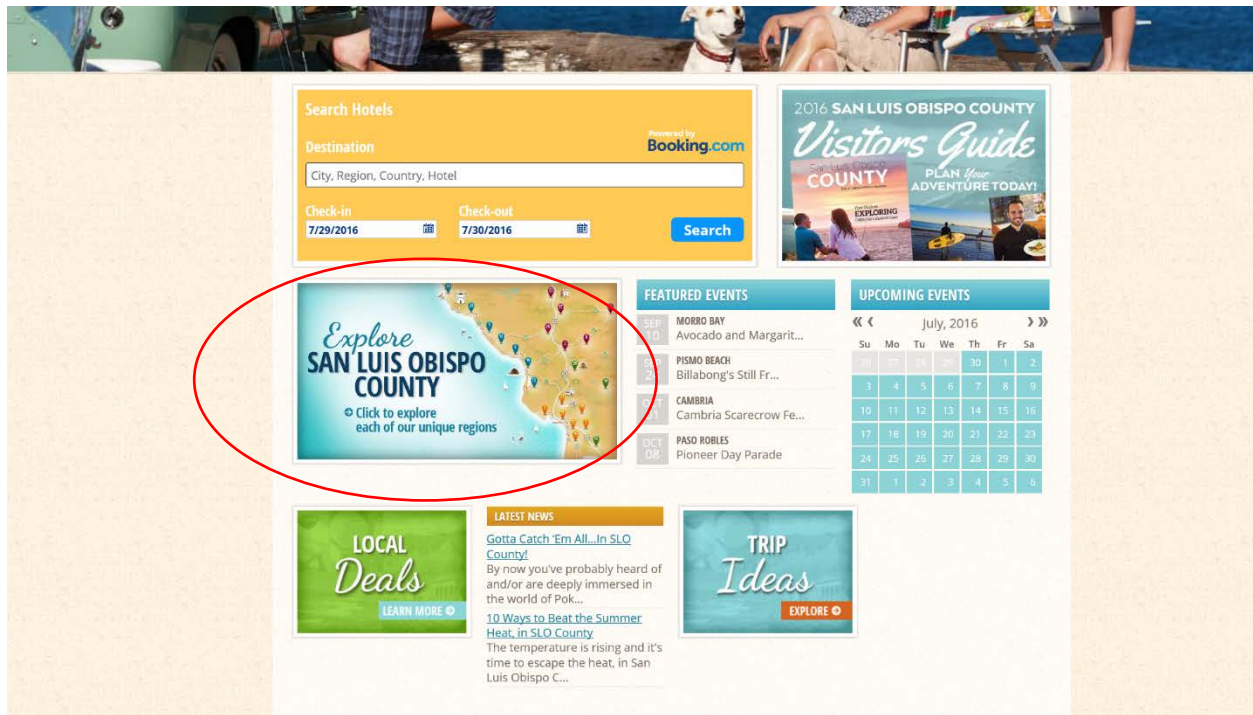 Search Hotels
Destination
Powered by
Booking.com
City, Region, Country, Hotel
Check-in
Check-out
7/29/2016
7/30/2016
Search
2016 SAN LUIS OBISPO COUNTY
Visitors Guide
San Luis Obispo
COUNTY
EXPLORING
PLAN Your
ADVENTURE TODAY!
Explore
SAN LUIS OBISPO
COUNTY
Click to explore
each of our unique regions
FEATURED EVENTS
SEP
10
MORRO BAY
Avocado and Margarit...
SEP
PISMO BEACH
Billabong's Still Fr...
OCT
01
CAMBRIA
Cambria Scarecrow Fe...
OCT
08
PASO ROBLES
Pioneer Day Parade
UPCOMING EVENTS
July, 2016
Su Mo Tu We Th Fr Sa
26 27 28 29 30 1 2
3 4 5 6 7 8 9
10 11 12 13 14 15 16
17 18 19 20 21 22 23
24 25 26 27 28 29 30
31 1 2 3 4 5 6
LOCAL
Deals
LEARN MORE
LATEST NEWS
Gotta Catch 'Em All...In SLO
County!
By now you've probably heard of
and/or are deeply immersed in
the world of Pok...
10 Ways to Beat the Summer
Heat, in SLO County
The temperature is rising and it's
time to escape the heat, in San
Luis Obispo C...
TRIP
Ideas
EXPLORE